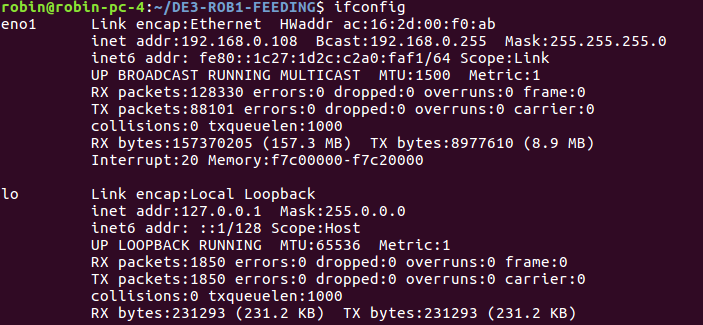 robin@robin-pc-4:~/DE3-ROB1-FEEDING$ ifconfig
eno1      Link encap:Ethernet  HWaddr ac:16:2d:00:f0:ab
          inet addr:192.168.0.108  Bcast:192.168.0.255  Mask:255.255.255.0
          inet6 addr: fe80::1c27:1d2c:c2a0:faf1/64 Scope:Link
          UP BROADCAST RUNNING MULTICAST  MTU:1500  Metric:1
          RX packets:128330 errors:0 dropped:0 overruns:0 frame:0
          TX packets:88101 errors:0 dropped:0 overruns:0 carrier:0
          collisions:0 txqueuelen:1000
          RX bytes:157370205 (157.3 MB)  TX bytes:8977610 (8.9 MB)
          Interrupt:20 Memory:f7c00000-f7c20000

lo        Link encap:Local Loopback
          inet addr:127.0.0.1  Mask:255.0.0.0
          inet6 addr: ::1/128 Scope:Host
          UP LOOPBACK RUNNING  MTU:65536  Metric:1
          RX packets:1850 errors:0 dropped:0 overruns:0 frame:0
          TX packets:1850 errors:0 dropped:0 overruns:0 carrier:0
          collisions:0 txqueuelen:1000
          RX bytes:231293 (231.2 KB)  TX bytes:231293 (231.2 KB)